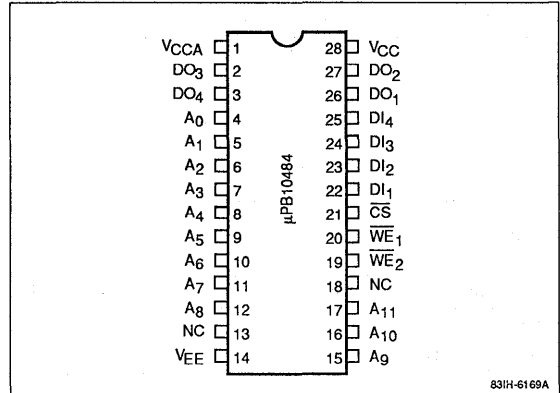 VCCA 1 28 VCC
DO3 2 27 DO2
DO4 3 26 DO1
A0 4 25 DI4
A1 5 24 DI3
A2 6 23 DI2
A3 7 22 DI1
A4 8 21 CS
A5 9 20 WE1
A6 10 19 WE2
A7 11 18 NC
A8 12 17 A11
NC 13 16 A10
VEE 14 15 A9
μPB10484
83IH-6169A